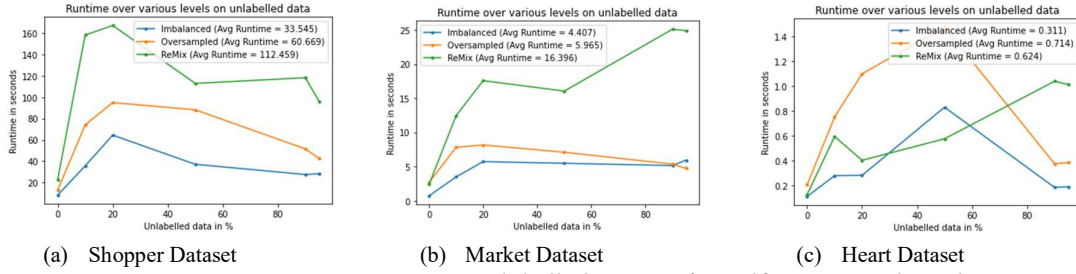 Runtime over various levels on unlabelled data
Imbalanced (Avg Runtime = 33.545)
Oversampled (Avg Runtime = 60.669)
ReMix (Avg Runtime = 112.459)
Runtime in seconds
160
140
120
100
80
60
40
20
0 20 40 60 80
Unlabelled data in %
(a) Shopper Dataset
Runtime over various levels on unlabelled data
Imbalanced (Avg Runtime = 4.407)
Oversampled (Avg Runtime = 5.965)
ReMix (Avg Runtime = 16.396)
Runtime in seconds
25
20
15
10
5
0
0 20 40 60 80
Unlabelled data in %
(b) Market Dataset
Runtime over various levels on unlabelled data
Imbalanced (Avg Runtime = 0.311)
Oversampled (Avg Runtime = 0.714)
ReMix (Avg Runtime = 0.624)
Runtime in seconds
1.4
1.2
1.0
0.8
0.6
0.4
0.2
0 20 40 60 80
Unlabelled data in %
(c) Heart Dataset